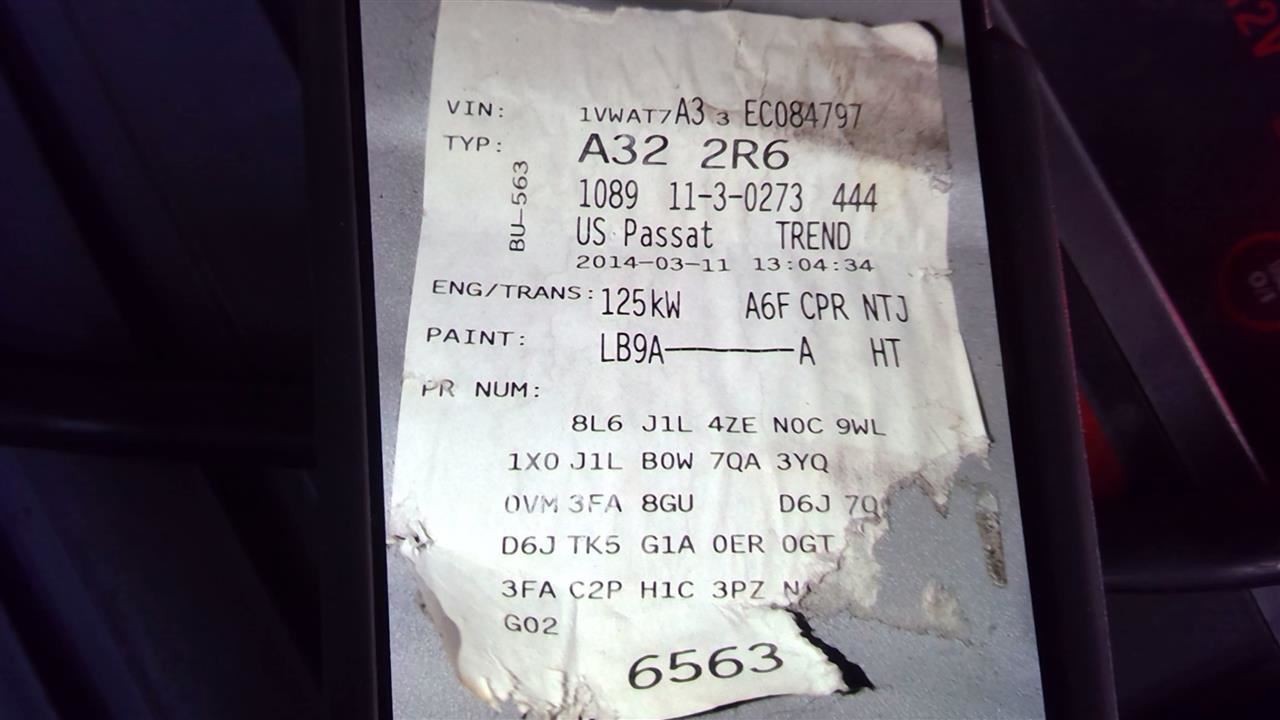 VIN: 1VWAT7A3 3 EC084797
TYP: A32 2R6
BU-563
1089 11-3-0273 444
US Passat TREND
2014-03-11 13:04:34
ENG/TRANS: 125kW A6F CPR NTJ
PAINT: LB9A————A HT
PR NUM:
8L6 J1L 4ZE N0C 9WL
1X0 J1L B0W 7QA 3YQ
0VM 3FA 8GU D6J
D6J TK5 G1A 0ER 0GT
3FA C2P H1C 3PZ
G02
6563